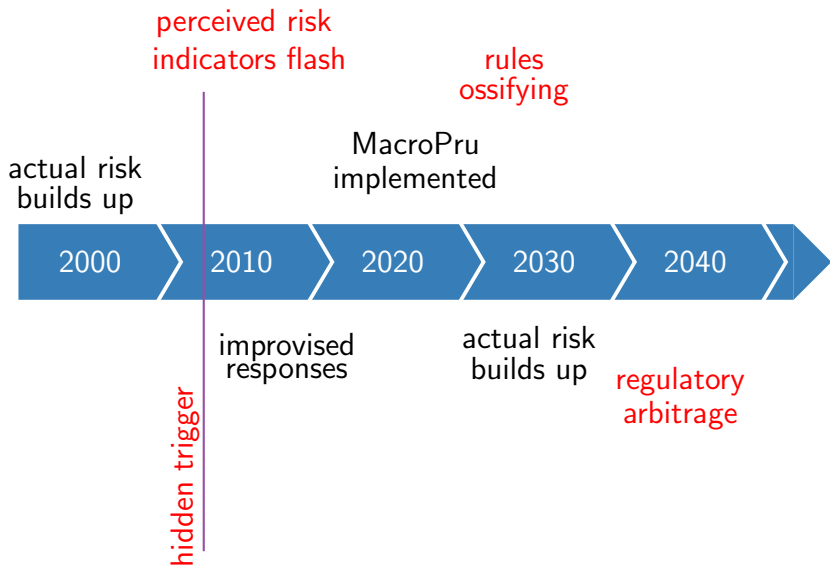 perceived risk
indicators flash
rules
ossifying
MacroPru
implemented
actual risk
builds up
2000
2010
2020
2030
2040
improvised
responses
actual risk
builds up
regulatory
arbitrage
hidden trigger